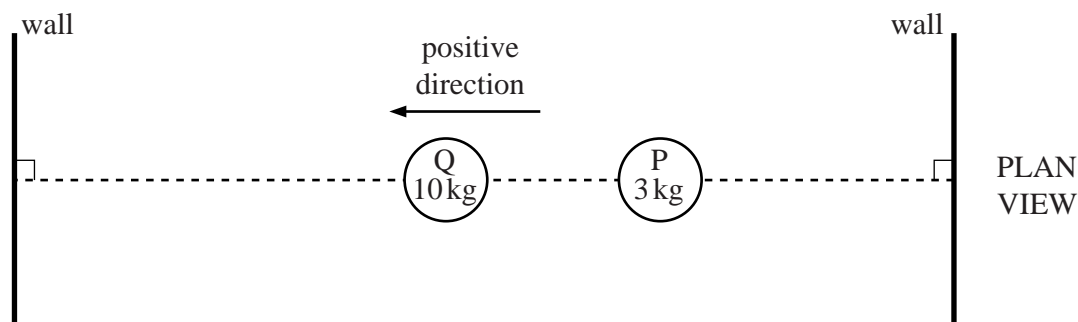 wall
wall
positive
direction
Q
10 kg
P
3 kg
PLAN
VIEW